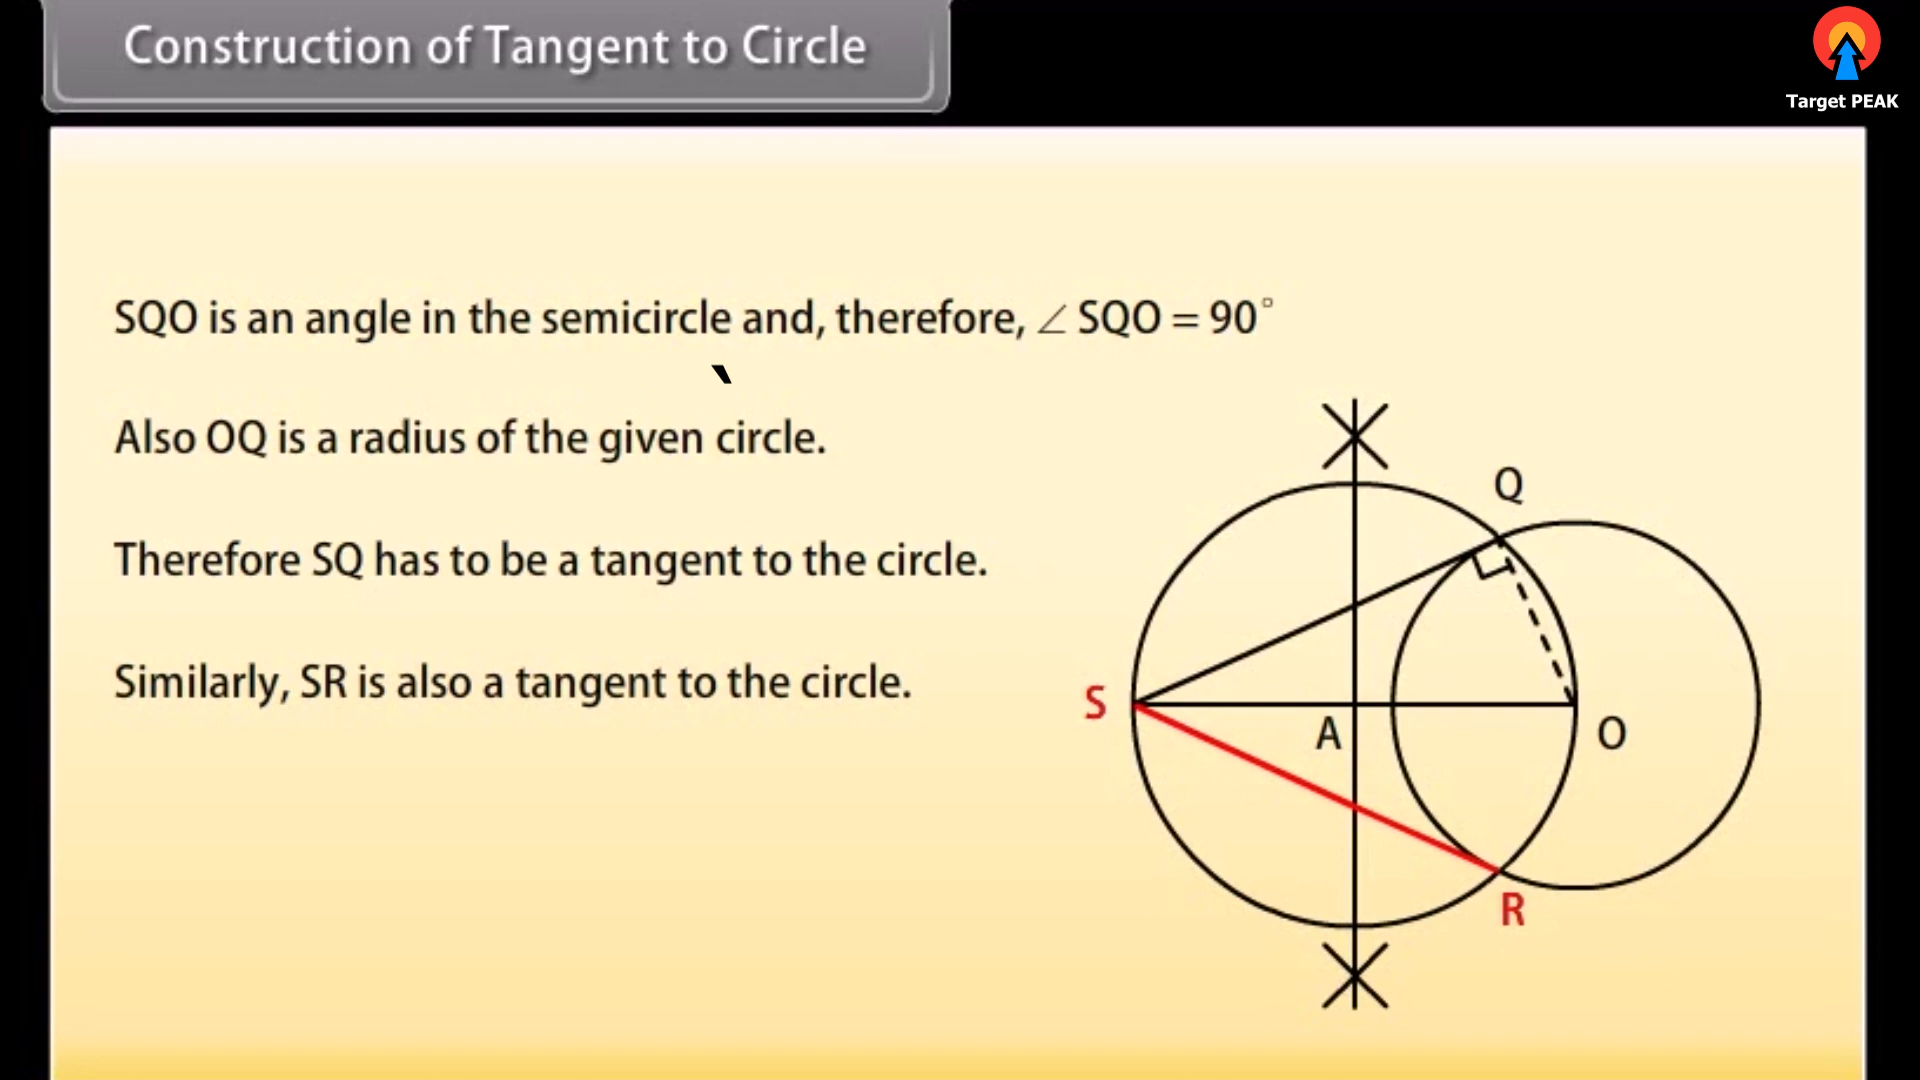 Construction of Tangent to Circle
Target PEAK
SQO is an angle in the semicircle and, therefore, ∠ SQO = 90°
Also OQ is a radius of the given circle.
Therefore SQ has to be a tangent to the circle.
Similarly, SR is also a tangent to the circle.
Q
S
A
O
R